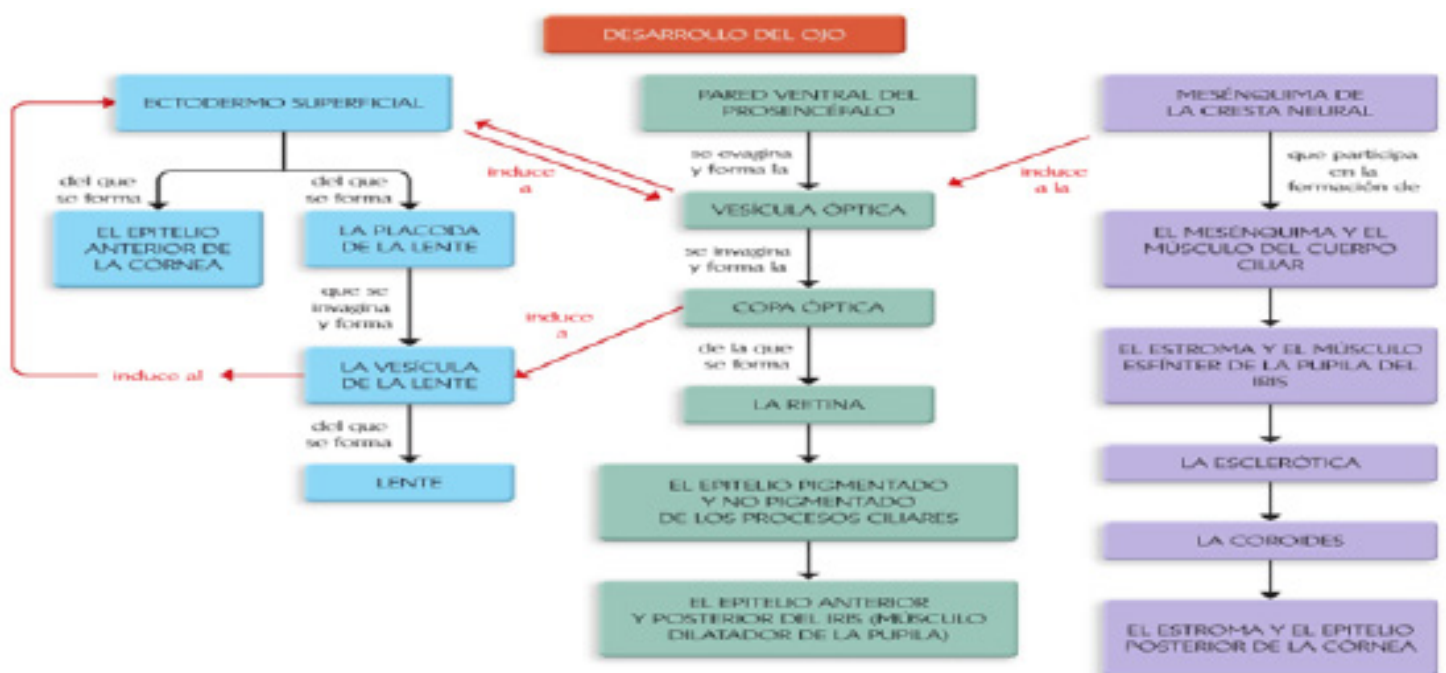 DESARROLLO DEL OJO
ECTODERMO SUPERFICIAL
del que
se forma
EL EPITELIO
ANTERIOR DE
LA CÓRNEA
del que
se forma
LA PLACODA
DE LA LENTE
que se
invagina
y forma
LA VESÍCULA
DE LA LENTE
induce al
del que
se forma
LENTE
induce
a
PARED VENTRAL DEL
PROSENCÉFALO
se evagina
y forma la
VESÍCULA ÓPTICA
se invagina
y forma la
COPA ÓPTICA
induce
a
de la que
se forma
LA RETINA
EL EPITELIO PIGMENTADO
Y NO PIGMENTADO
DE LOS PROCESOS CILIARES
EL EPITELIO ANTERIOR
Y POSTERIOR DEL IRIS (MÚSCULO
DILATADOR DE LA PUPILA)
MESÉNQUIMA DE
LA CRESTA NEURAL
induce
a la
que participa
en la
formación de
EL MESÉNQUIMA Y EL
MÚSCULO DEL CUERPO
CILIAR
EL ESTROMA Y EL MÚSCULO
ESFÍNTER DE LA PUPILA DEL
IRIS
LA ESCLERÓTICA
LA COROIDES
EL ESTROMA Y EL EPITELIO
POSTERIOR DE LA CÓRNEA